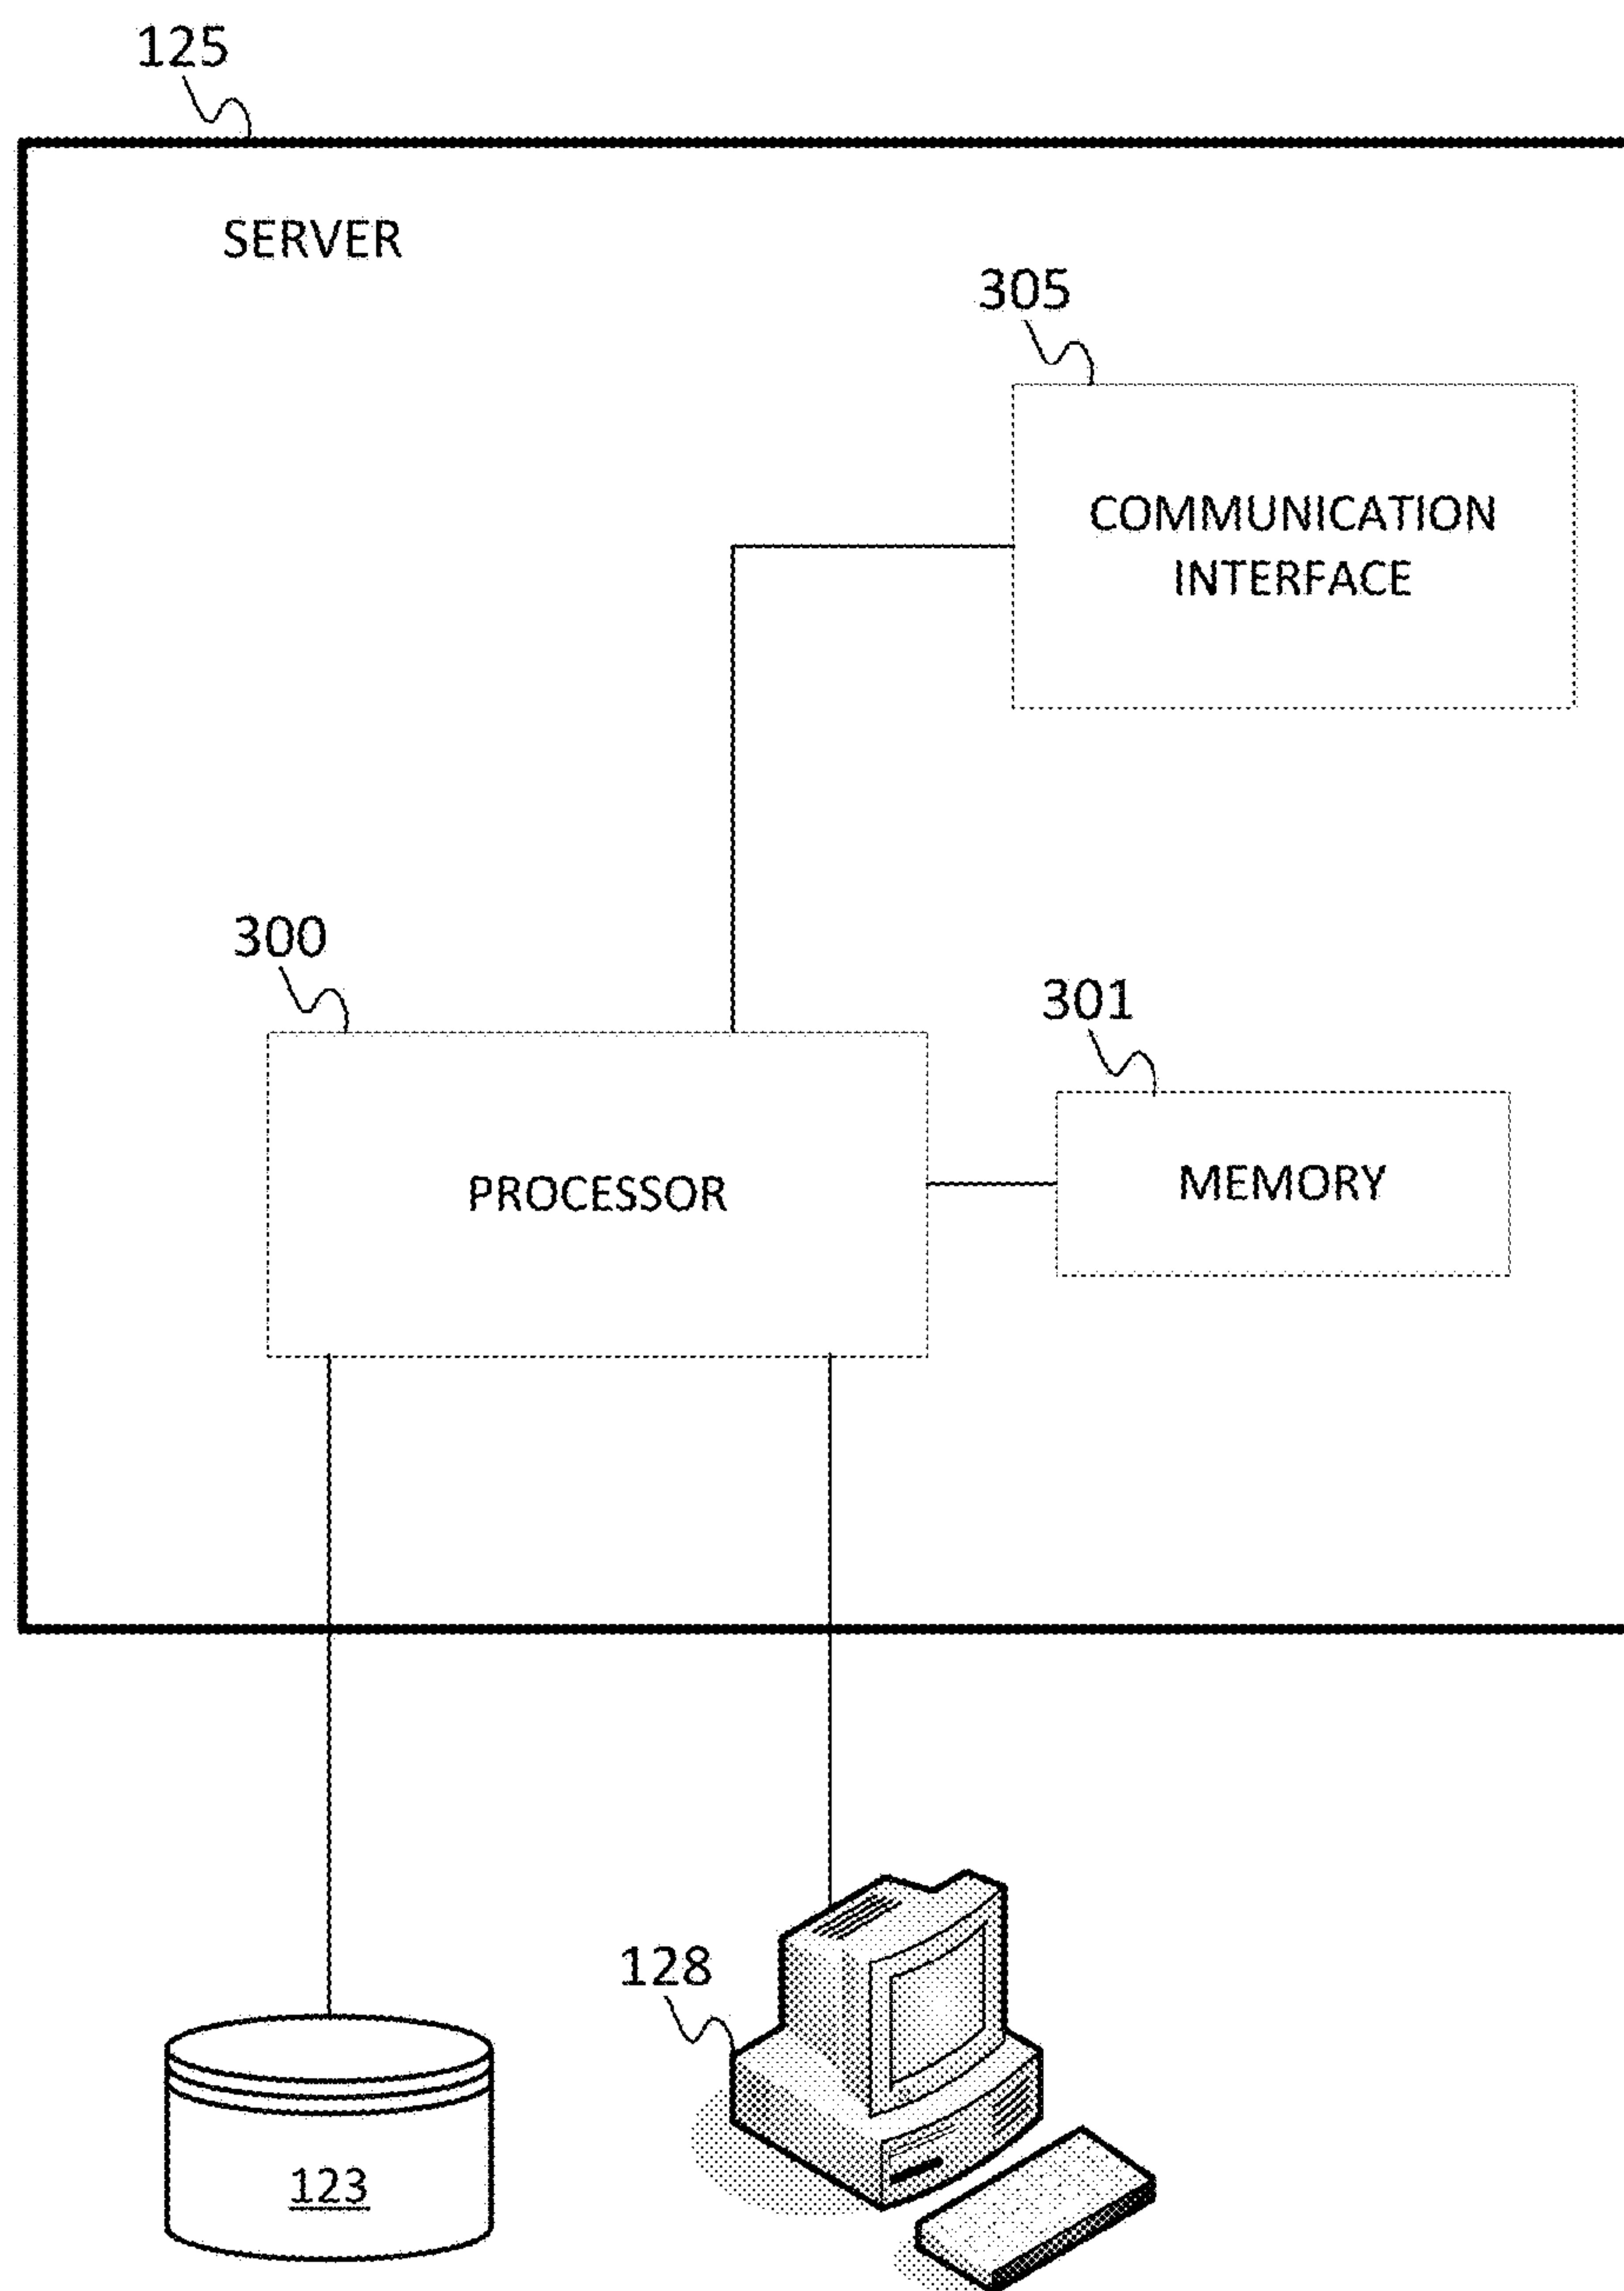 125
SERVER
305
COMMUNICATION
INTERFACE
300
301
PROCESSOR
MEMORY
128
123